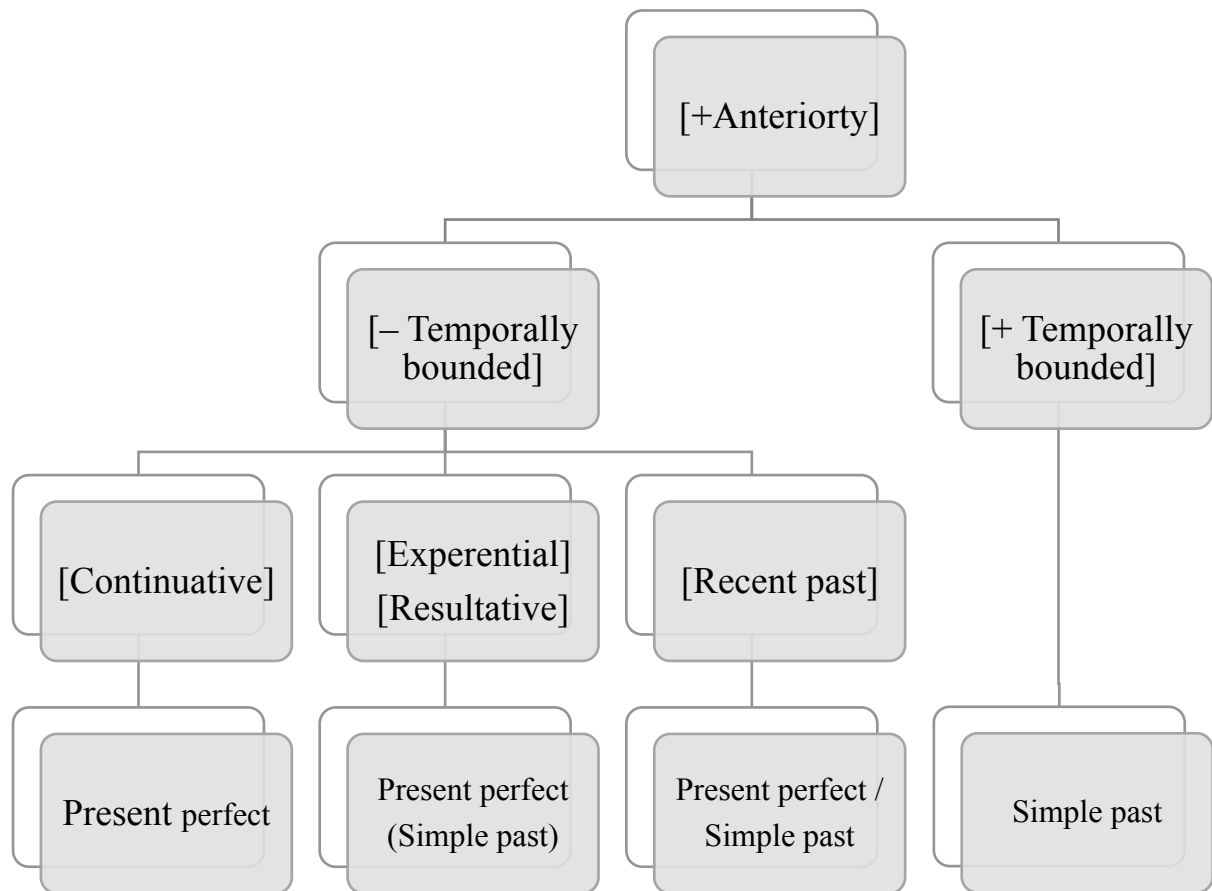 [+Anteriorty]
[– Temporally
bounded]
[+ Temporally
bounded]
[Continuative]
[Experential]
[Resultative]
[Recent past]
Present perfect
Present perfect
(Simple past)
Present perfect /
Simple past
Simple past